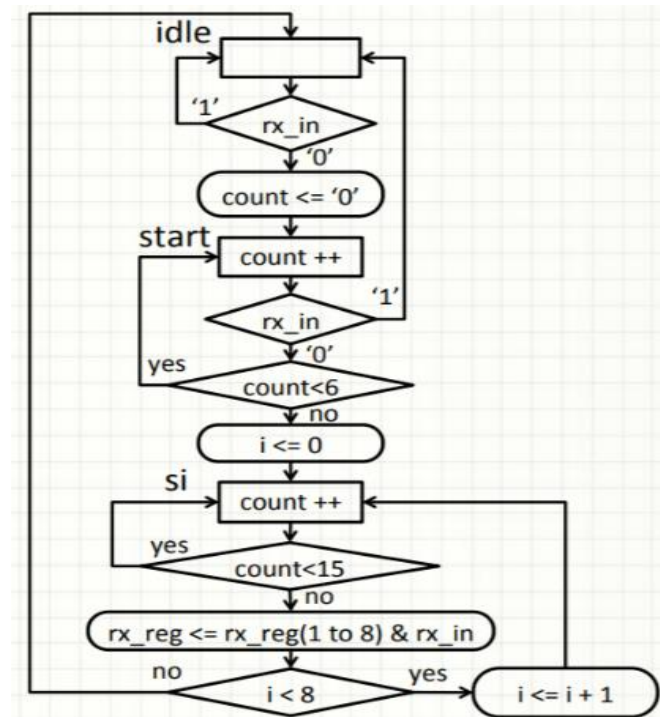 idle
‘1’
rx_in
‘0’
count <= ‘0’
start
count ++
‘1’
rx_in
‘0’
yes
count<6
no
i <= 0
si
count ++
yes
count<15
no
rx_reg <= rx_reg(1 to 8) & rx_in
no
yes
i < 8
i <= i + 1